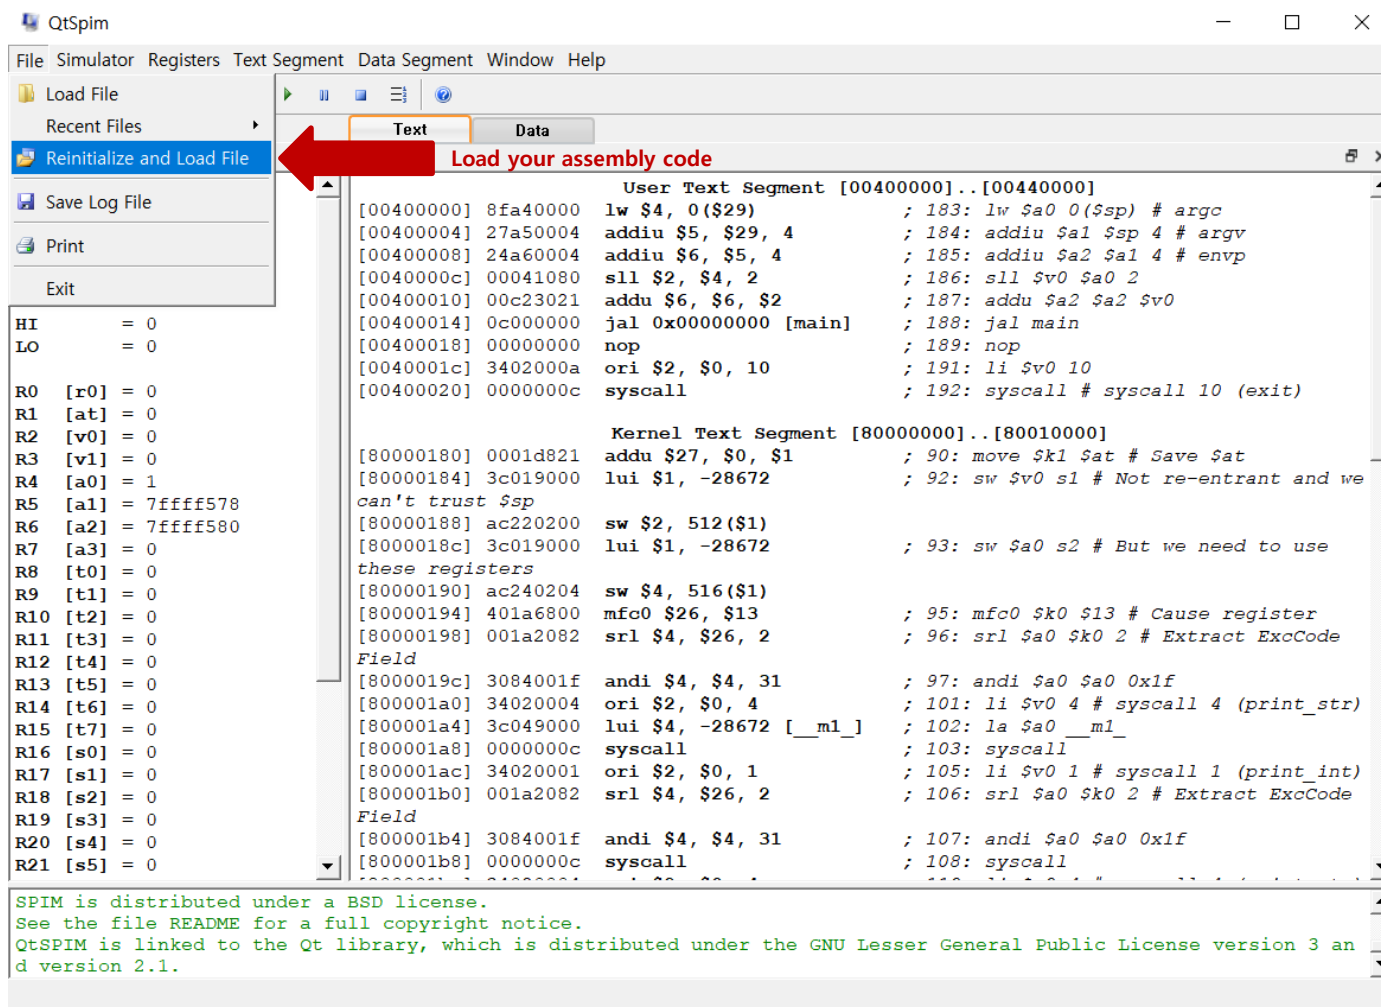 QtSpim
File Simulator Registers Text Segment Data Segment Window Help
Load File
Recent Files
Reinitialize and Load File
Save Log File
Print
Exit
Text Data
Load your assembly code
HI = 0
LO = 0
R0 [r0] = 0
R1 [at] = 0
R2 [v0] = 0
R3 [v1] = 0
R4 [a0] = 1
R5 [a1] = 7ffff578
R6 [a2] = 7ffff580
R7 [a3] = 0
R8 [t0] = 0
R9 [t1] = 0
R10 [t2] = 0
R11 [t3] = 0
R12 [t4] = 0
R13 [t5] = 0
R14 [t6] = 0
R15 [t7] = 0
R16 [s0] = 0
R17 [s1] = 0
R18 [s2] = 0
R19 [s3] = 0
R20 [s4] = 0
R21 [s5] = 0
User Text Segment [00400000]..[00440000]
[00400000] 8fa40000 lw $4, 0($29) ; 183: lw $a0 0($sp) # argc
[00400004] 27a50004 addiu $5, $29, 4 ; 184: addiu $a1 $sp 4 # argv
[00400008] 24a60004 addiu $6, $5, 4 ; 185: addiu $a2 $a1 4 # envp
[0040000c] 00041080 sll $2, $4, 2 ; 186: sll $v0 $a0 2
[00400010] 00c23021 addu $6, $6, $2 ; 187: addu $a2 $a2 $v0
[00400014] 0c000000 jal 0x00000000 [main] ; 188: jal main
[00400018] 00000000 nop ; 189: nop
[0040001c] 3402000a ori $2, $0, 10 ; 191: li $v0 10
[00400020] 0000000c syscall ; 192: syscall # syscall 10 (exit)
Kernel Text Segment [80000000]..[80010000]
[80000180] 0001d821 addu $27, $0, $1 ; 90: move $k1 $at # Save $at
[80000184] 3c019000 lui $1, -28672 ; 92: sw $v0 s1 # Not re-entrant and we
can't trust $sp
[80000188] ac220200 sw $2, 512($1)
[8000018c] 3c019000 lui $1, -28672 ; 93: sw $a0 s2 # But we need to use
these registers
[80000190] ac240204 sw $4, 516($1)
[80000194] 401a6800 mfc0 $26, $13 ; 95: mfc0 $k0 $13 # Cause register
[80000198] 001a2082 srl $4, $26, 2 ; 96: srl $a0 $k0 2 # Extract ExcCode
Field
[8000019c] 3084001f andi $4, $4, 31 ; 97: andi $a0 $a0 0x1f
[800001a0] 34020004 ori $2, $0, 4 ; 101: li $v0 4 # syscall 4 (print_str)
[800001a4] 3c049000 lui $4, -28672 [__m1_] ; 102: la $a0 __m1_
[800001a8] 0000000c syscall ; 103: syscall
[800001ac] 34020001 ori $2, $0, 1 ; 105: li $v0 1 # syscall 1 (print_int)
[800001b0] 001a2082 srl $4, $26, 2 ; 106: srl $a0 $k0 2 # Extract ExcCode
Field
[800001b4] 3084001f andi $4, $4, 31 ; 107: andi $a0 $a0 0x1f
[800001b8] 0000000c syscall ; 108: syscall
SPIM is distributed under a BSD license.
See the file README for a full copyright notice.
QtSPIM is linked to the Qt library, which is distributed under the GNU Lesser General Public License version 3 an
d version 2.1.